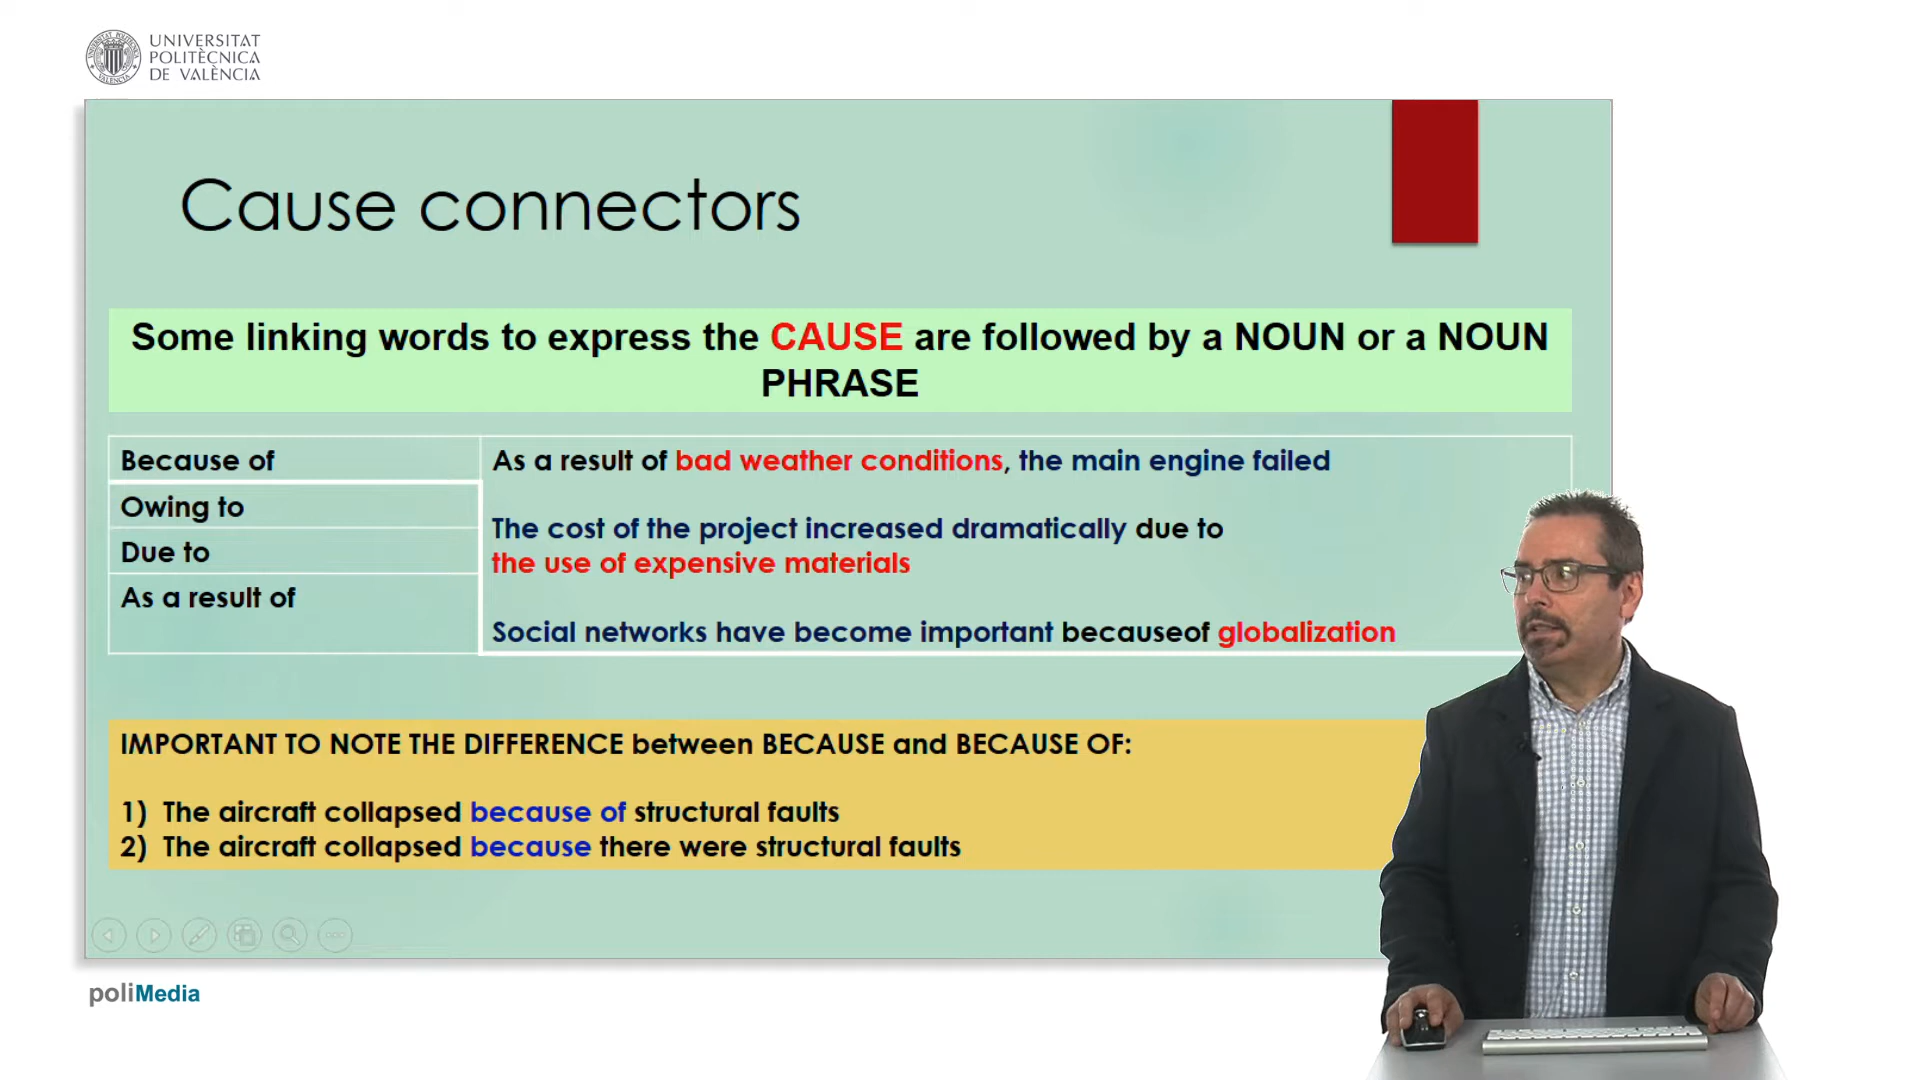 UNIVERSITAT
POLITÈCNICA
DE VALÈNCIA
Cause connectors
Some linking words to express the CAUSE are followed by a NOUN or a NOUN
PHRASE
Because of
Owing to
Due to
As a result of
As a result of bad weather conditions, the main engine failed
The cost of the project increased dramatically due to
the use of expensive materials
Social networks have become important becauseof globalization
IMPORTANT TO NOTE THE DIFFERENCE between BECAUSE and BECAUSE OF:
1) The aircraft collapsed because of structural faults
2) The aircraft collapsed because there were structural faults
poliMedia